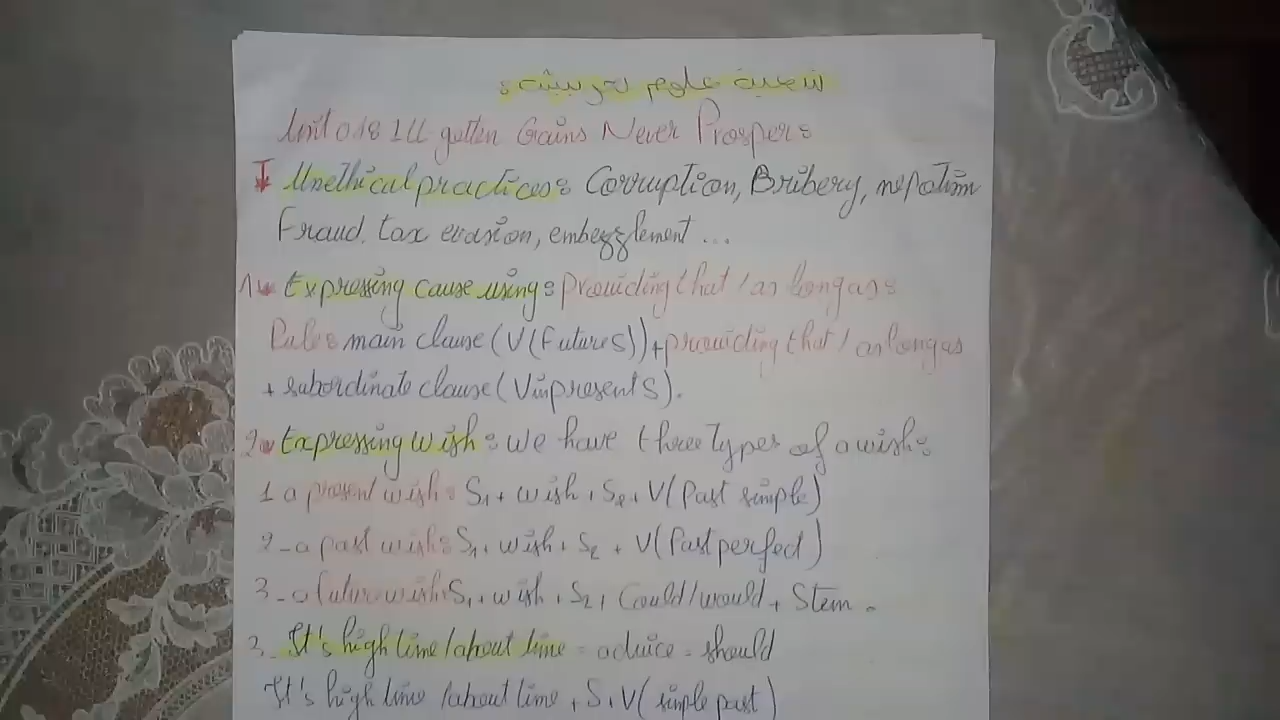 شعبة علوم تجريبية :
Unit one: Ill gotten Gains Never Prosper:
I Unethical practices: Corruption, Bribery, nepotism
Fraud, tax evasion, embezzlement ...
1- Expressing cause using: providing that / as long as:
Rule: main clause (V(Future S)) + providing that / as long as
+ subordinate clause (V in present S).
2- Expressing wish: we have three types of a wish:
1 a present wish: S1 + wish + S2 + V (Past simple)
2 - a past wish: S1 + wish + S2 + V (Past perfect)
3 - a future wish: S1 + wish + S2 + Could/would + Stem .
3- It's high time / about time = advice = should
It's high time / about time + S + V (simple past)